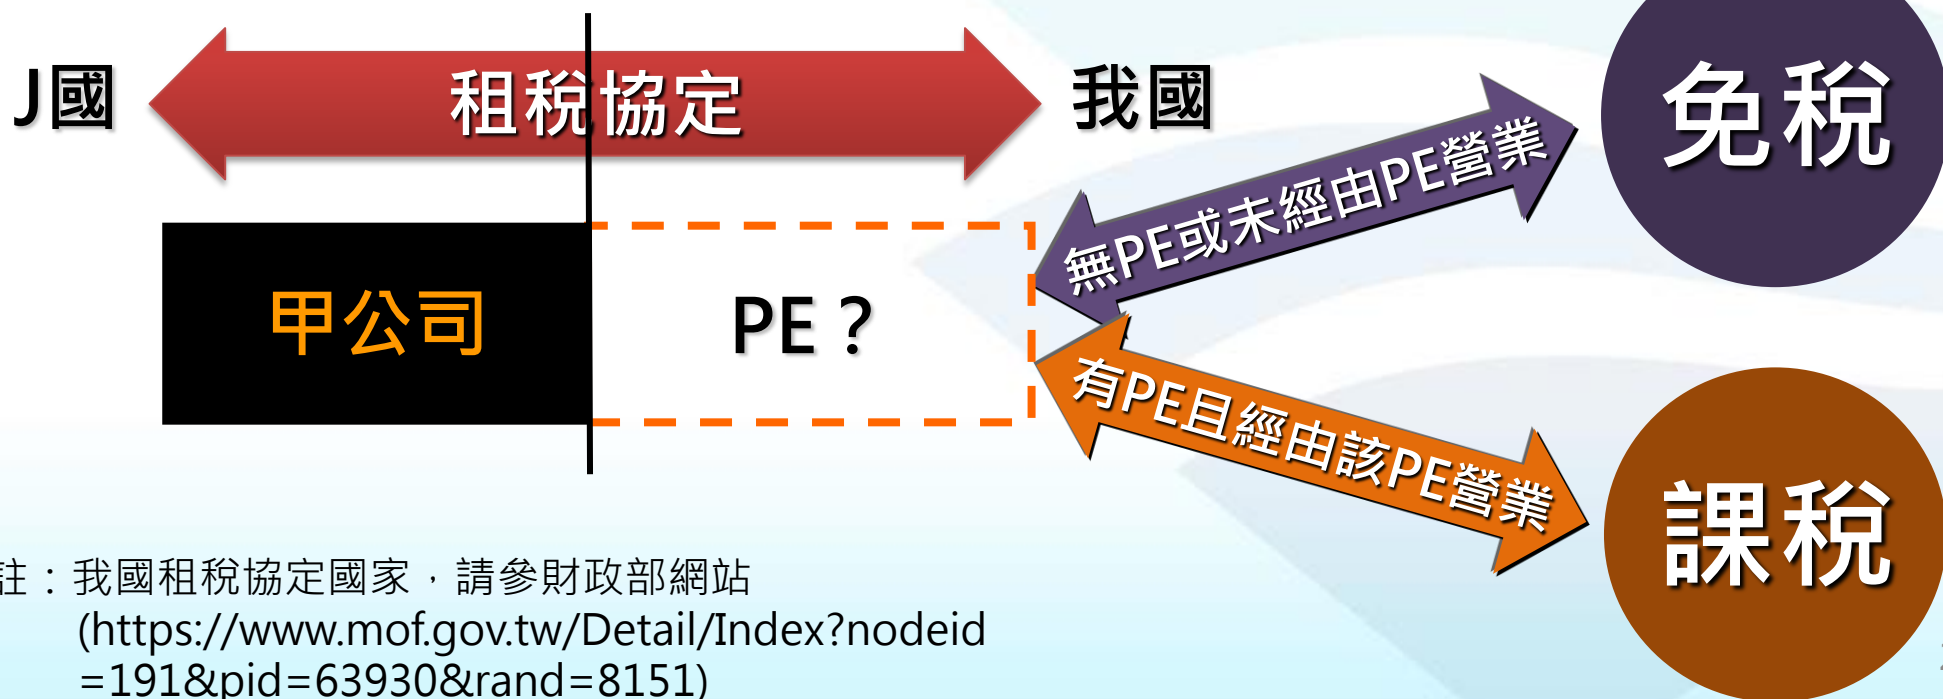 J國
租稅協定
我國
免稅
無PE或未經由PE營業
甲公司
PE？
有PE且經由該PE營業
課稅
註：我國租稅協定國家，請參財政部網站
(https://www.mof.gov.tw/Detail/Index?nodeid
=191&pid=63930&rand=8151)